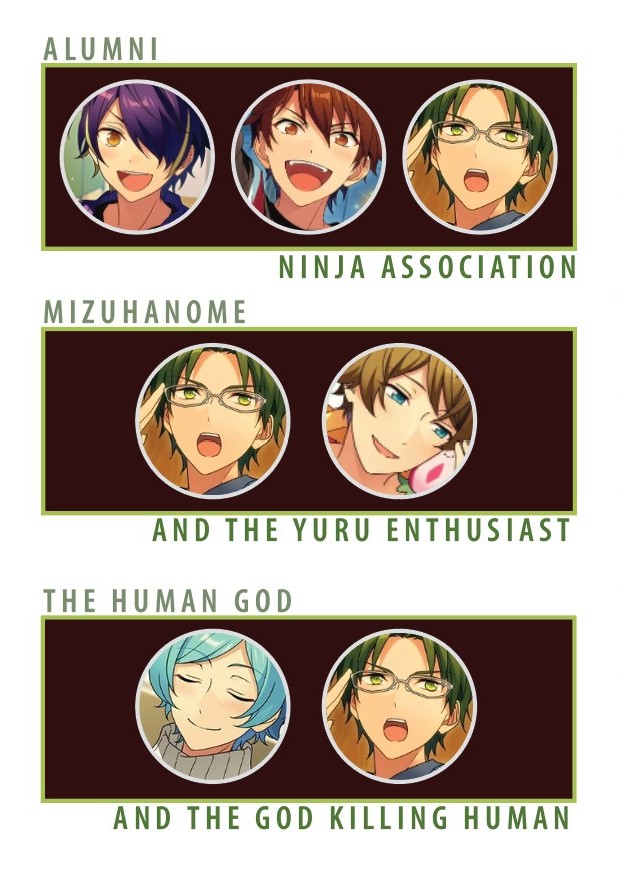 ALUMNI
NINJA ASSOCIATION
MIZUHANOME
AND THE YURU ENTHUSIAST
THE HUMAN GOD
AND THE GOD KILLING HUMAN